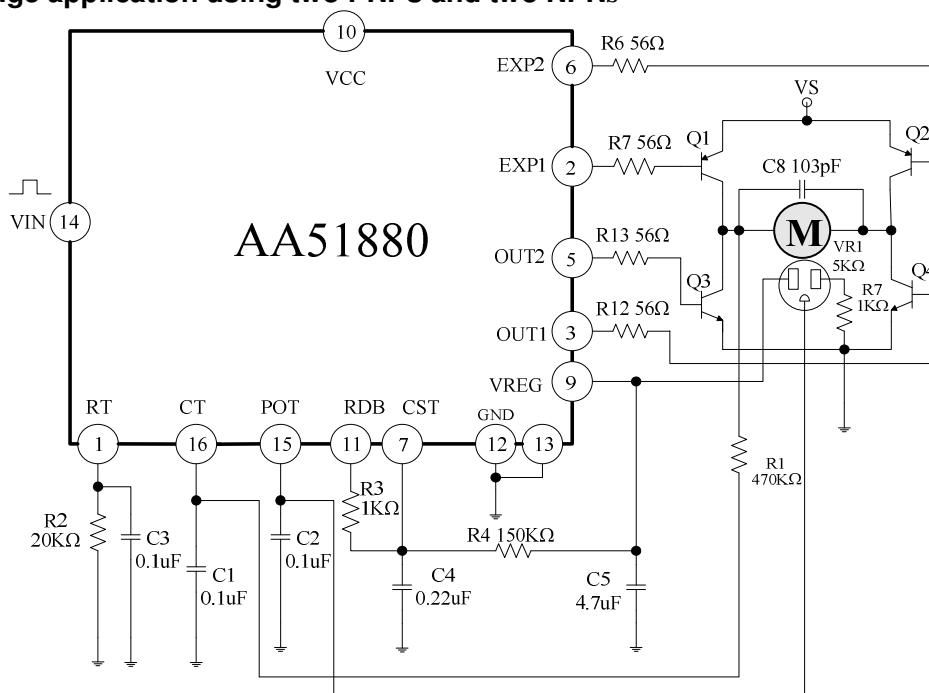 application using two PNPs and two NPNs
10
VCC
EXP2
6
R6 56Ω
VS
EXP1
2
R7 56Ω
Q1
Q2
C8 103pF
VIN
14
AA51880
OUT2
5
R13 56Ω
M
VR1
5KΩ
Q3
Q4
R7
1KΩ
OUT1
3
R12 56Ω
VREG
9
RT
CT
POT
RDB
CST
GND
1
16
15
11
7
12
13
R1
470KΩ
R2
20KΩ
C3
0.1uF
C1
0.1uF
C2
0.1uF
R3
1KΩ
R4 150KΩ
C4
0.22uF
C5
4.7uF